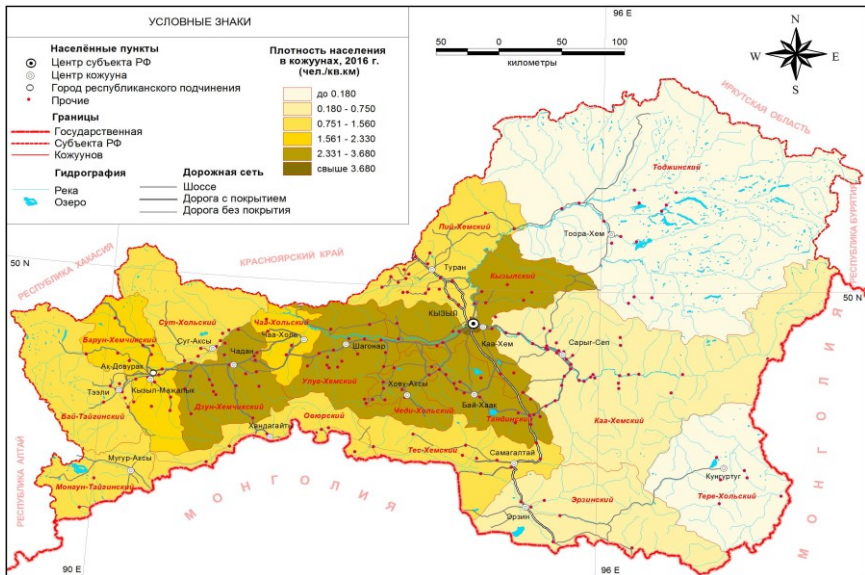 УСЛОВНЫЕ ЗНАКИ
Населённые пункты
Центр субъекта РФ
Центр кожууна
Город республиканского подчинения
Прочие
Границы
Государственная
Субъекта РФ
Кожуунов
Гидрография
Река
Озеро
Дорожная сеть
Шоссе
Дорога с покрытием
Дорога без покрытия
Плотность населения
в кожуунах, 2016 г.
(чел./кв.км)
до 0.180
0.180 - 0.750
0.751 - 1.560
1.561 - 2.330
2.331 - 3.680
свыше 3.680
96 E
50 0 50 100
километры
N
W E
S
ИРКУТСКАЯ ОБЛАСТЬ
Тоджинский
Пий-Хемский
Тоора-Хем
РЕСПУБЛИКА БУРЯТИЯ
КРАСНОЯРСКИЙ КРАЙ
50 N
Туран
Кызылский
РЕСПУБЛИКА ХАКАСИЯ
50 N
Сут-Хольский
Чаа-Хольский
КЫЗЫЛ
Барун-Хемчикский
Суг-Аксы
Чаа-Холь
Каа-Хем
Шагонар
Сарыг-Сеп
Чадан
Ак-Довурак
Тээли
Кызыл-Мажалык
Улуг-Хемский
Хову-Аксы
Бай-Хаак
Бай-Тайгинский
Дзун-Хемчикский
Овюрский
Чеди-Хольский
Тандинский
Каа-Хемский
Хандагайты
Тес-Хемский
Самагалтай
Мугур-Аксы
Кунгуртуг
РЕСПУБЛИКА АЛТАЙ
Монгун-Тайгинский
Эрзинский
Тере-Хольский
Эрзин
МОНГОЛИЯ
МОНГОЛИЯ
90 E
96 E